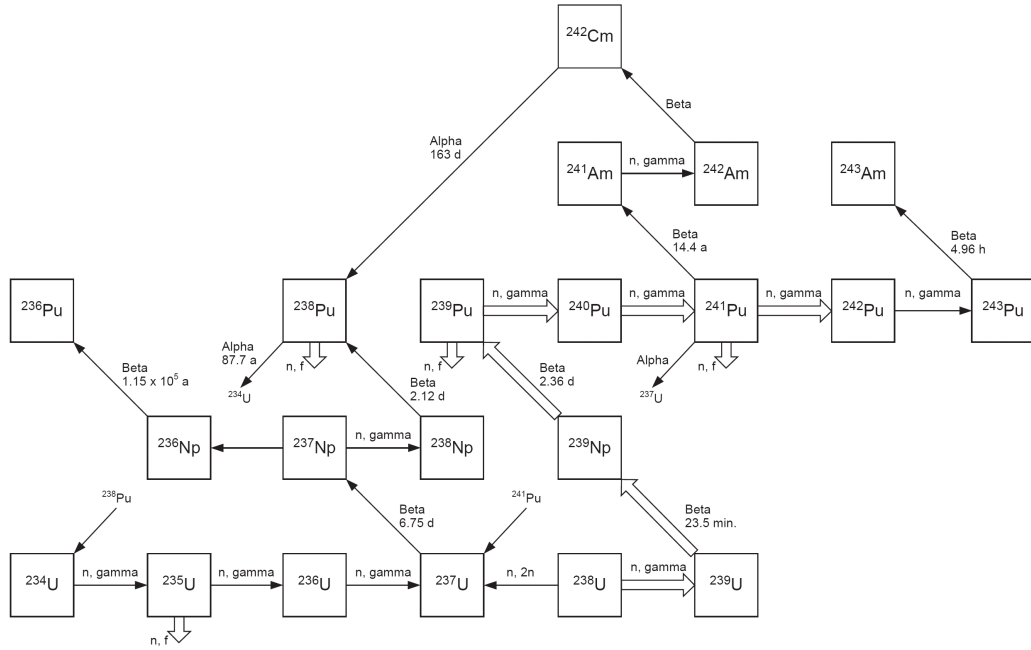 ²⁴²Cm
Beta
Alpha
163 d
²⁴¹Am
n, gamma
²⁴²Am
²⁴³Am
Beta
14.4 a
Beta
4.96 h
²³⁶Pu
²³⁸Pu
²³⁹Pu
n, gamma
²⁴⁰Pu
n, gamma
²⁴¹Pu
n, gamma
²⁴²Pu
n, gamma
²⁴³Pu
Alpha
87.7 a
n, f
²³⁴U
n, f
Alpha
²³⁷U
n, f
Beta
1.15 x 10⁵ a
Beta
2.12 d
Beta
2.36 d
²³⁶Np
²³⁷Np
n, gamma
²³⁸Np
²³⁹Np
²³⁸Pu
Beta
6.75 d
²⁴¹Pu
Beta
23.5 min.
²³⁴U
n, gamma
²³⁵U
n, gamma
²³⁶U
n, gamma
²³⁷U
n, 2n
²³⁸U
n, gamma
²³⁹U
n, f